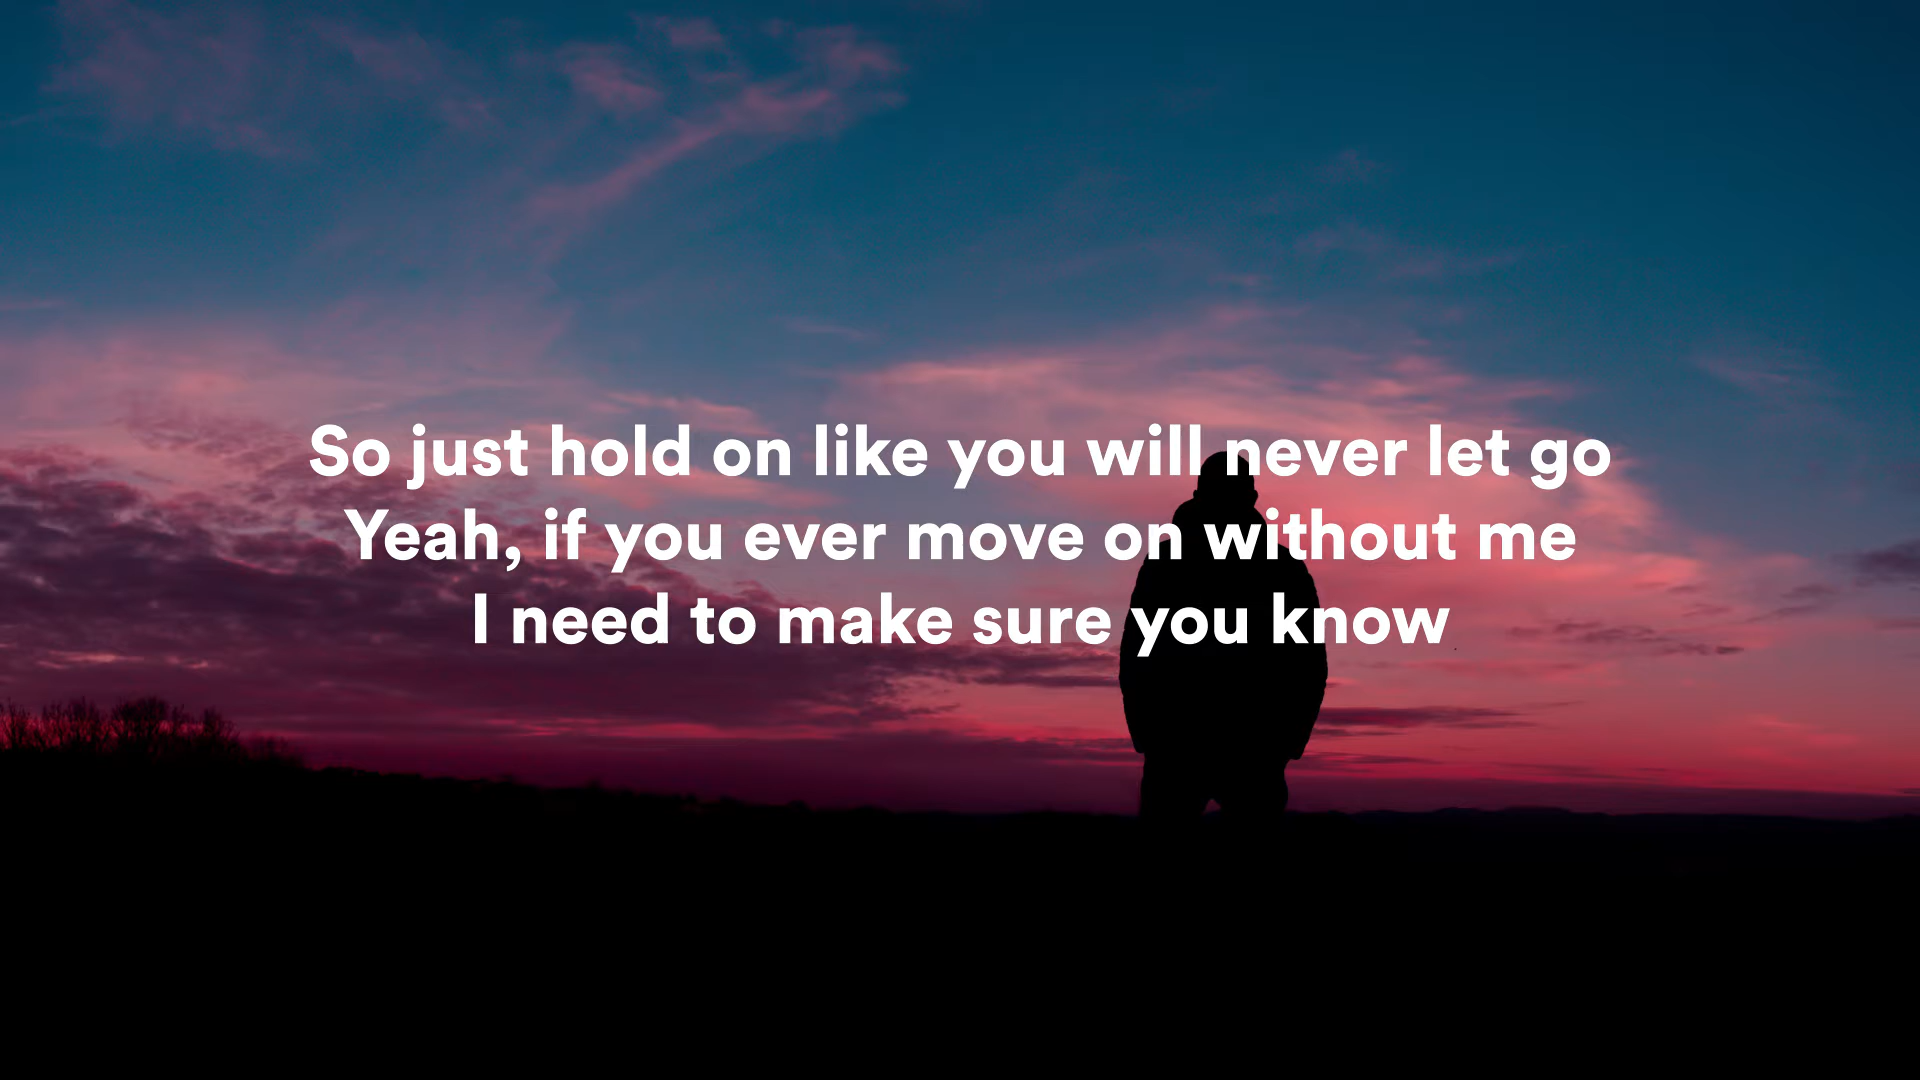 So just hold on like you will never let go
Yeah, if you ever move on without me
I need to make sure you know